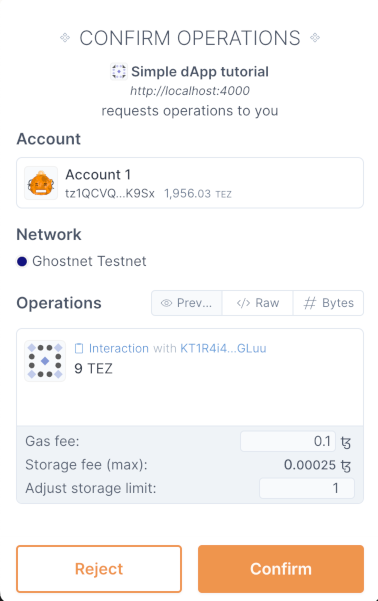 CONFIRM OPERATIONS
Simple dApp tutorial
http://localhost:4000
requests operations to you
Account
Account 1
tz1QCVQ...K9Sx 1,956.03 TEZ
Network
Ghostnet Testnet
Operations Prev... </> Raw # Bytes
Interaction with KT1R4i4...GLuu
9 TEZ
Gas fee: 0.1 ꜩ
Storage fee (max): 0.00025 ꜩ
Adjust storage limit: 1
Reject Confirm